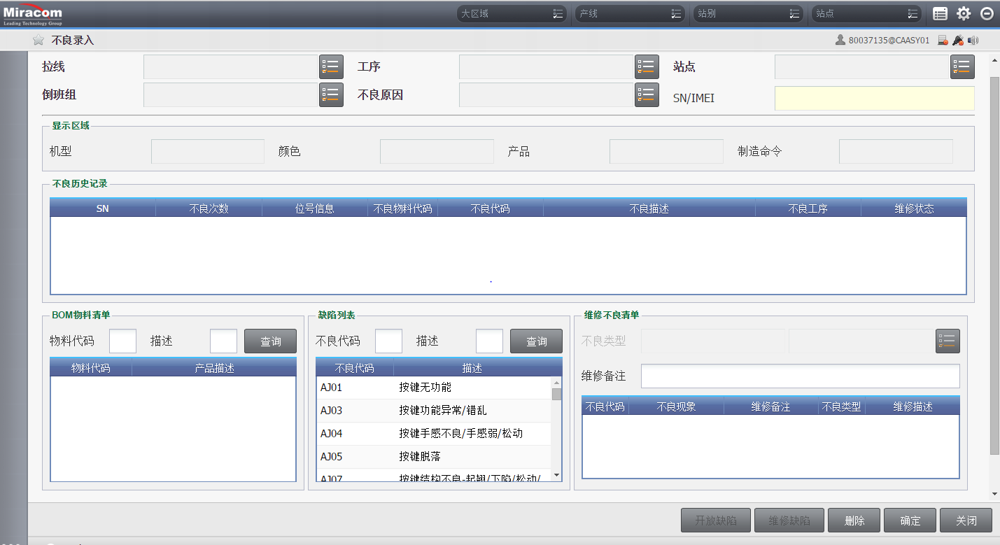 Miracom
Leading Technology Group
大区域 产线 站别 站点
不良录入 80037135@CAASY01
拉线 工序 站点
倒班组 不良原因 SN/IMEI
显示区域
机型 颜色 产品 制造命令
不良历史记录
SN 不良次数 位号信息 不良物料代码 不良代码 不良描述 不良工序 维修状态
BOM物料清单 缺陷列表 维修不良清单
物料代码 描述 查询 不良代码 描述 查询 不良类型
维修备注
物料代码 产品描述 不良代码 描述
不良代码 不良现象 维修备注 不良类型 维修描述
AJ01 按键无功能
AJ03 按键功能异常/错乱
AJ04 按键手感不良/手感弱/松动
AJ05 按键脱落
AJ07 按键结构不良-起翘/下陷/松动/
开放缺陷 维修缺陷 删除 确定 关闭